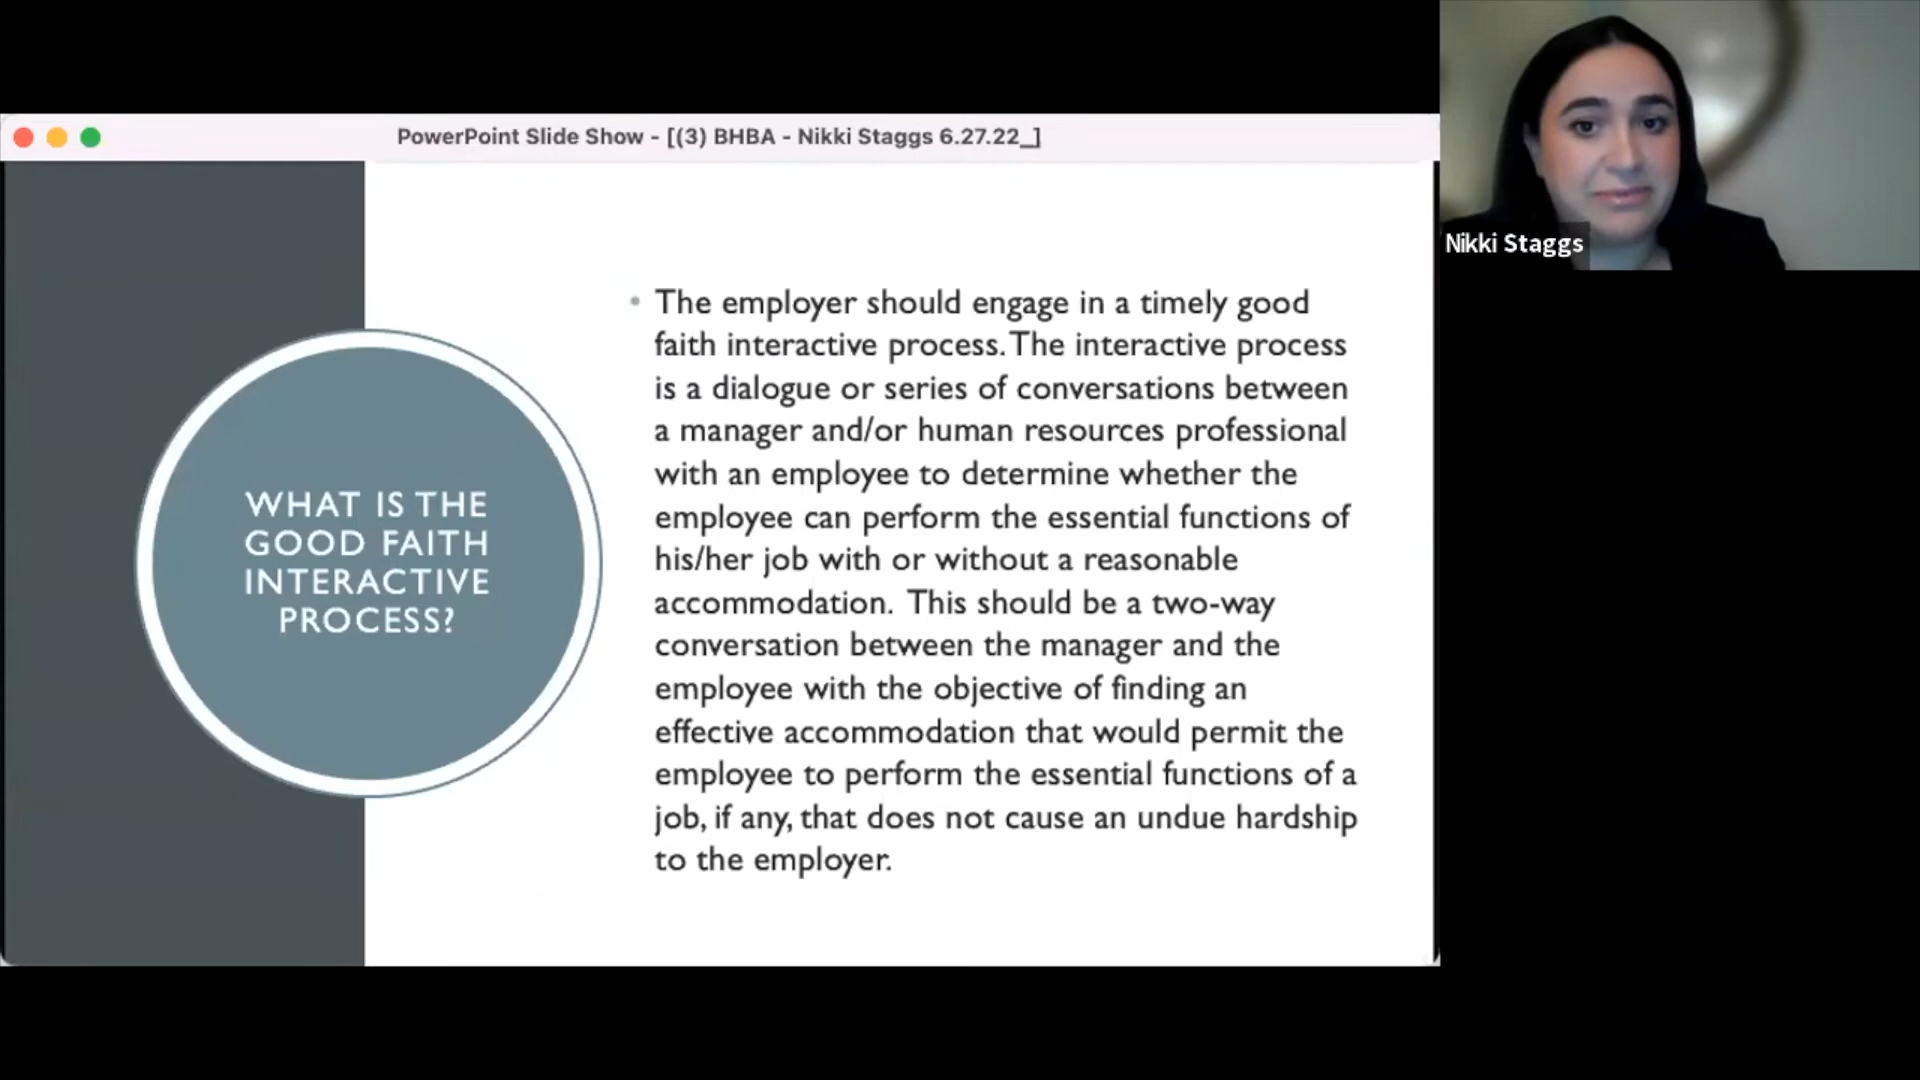 PowerPoint Slide Show - [(3) BHBA - Nikki Staggs 6.27.22_]
Nikki Staggs
WHAT IS THE
GOOD FAITH
INTERACTIVE
PROCESS?
• The employer should engage in a timely good
faith interactive process. The interactive process
is a dialogue or series of conversations between
a manager and/or human resources professional
with an employee to determine whether the
employee can perform the essential functions of
his/her job with or without a reasonable
accommodation. This should be a two-way
conversation between the manager and the
employee with the objective of finding an
effective accommodation that would permit the
employee to perform the essential functions of a
job, if any, that does not cause an undue hardship
to the employer.